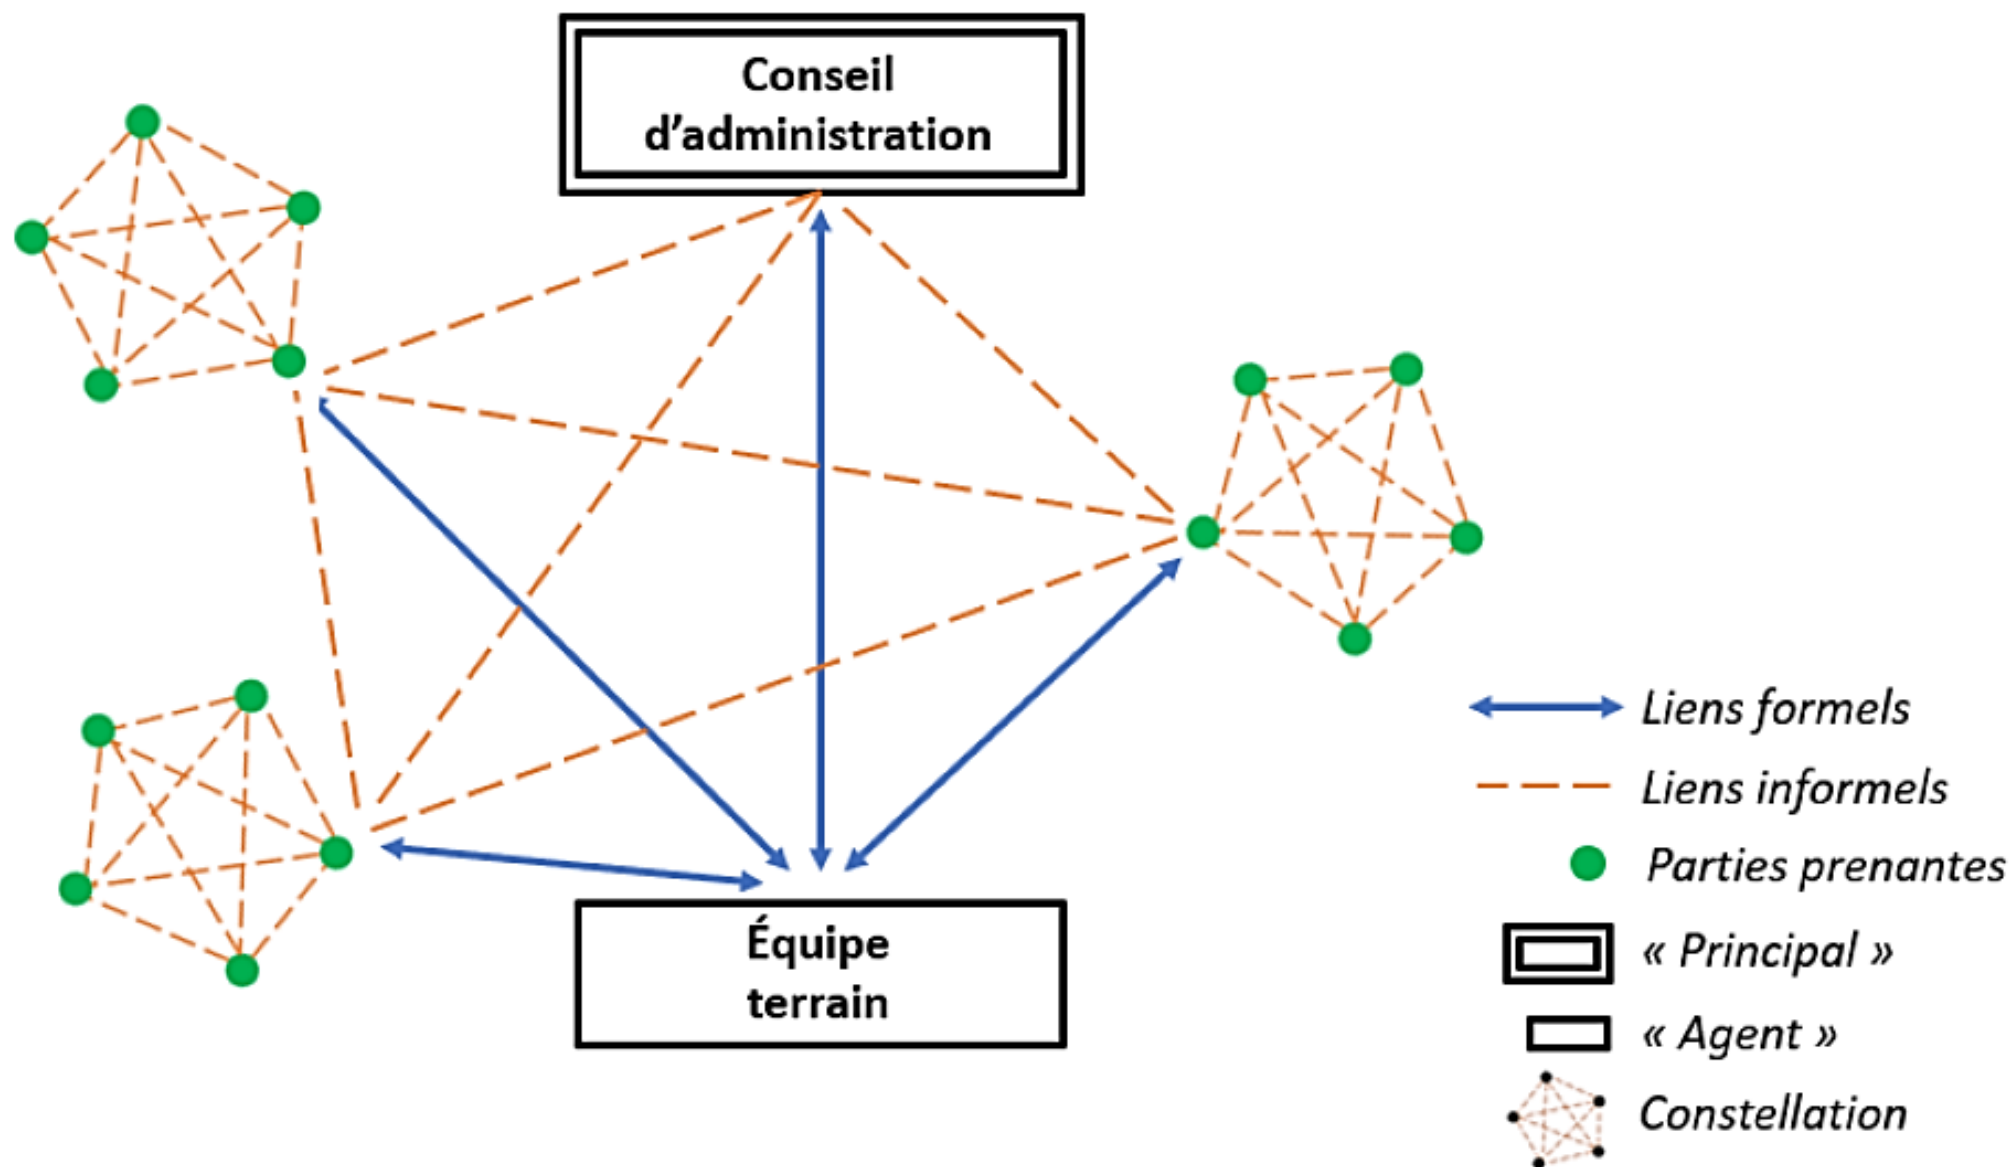 Conseil
d’administration
Équipe
terrain
Liens formels
Liens informels
Parties prenantes
« Principal »
« Agent »
Constellation